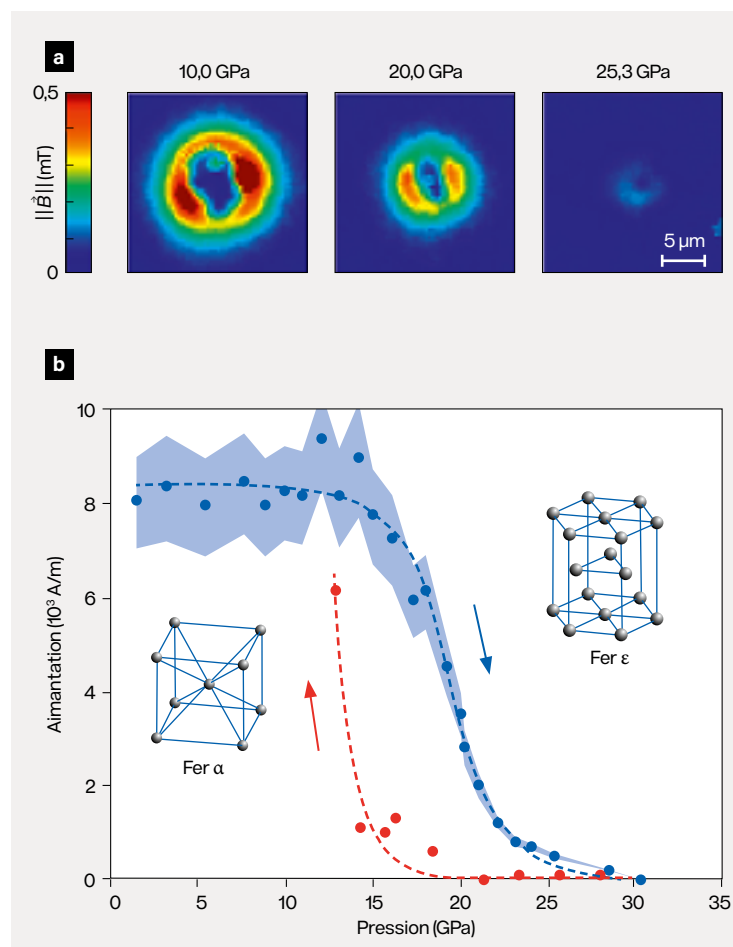 a
10,0 GPa
20,0 GPa
25,3 GPa
0,5
||B⃗|| (mT)
0
5 µm
b
10
8
6
4
2
0
Aimantation (10³ A/m)
Fer α
Fer ε
0 5 10 15 20 25 30 35
Pression (GPa)